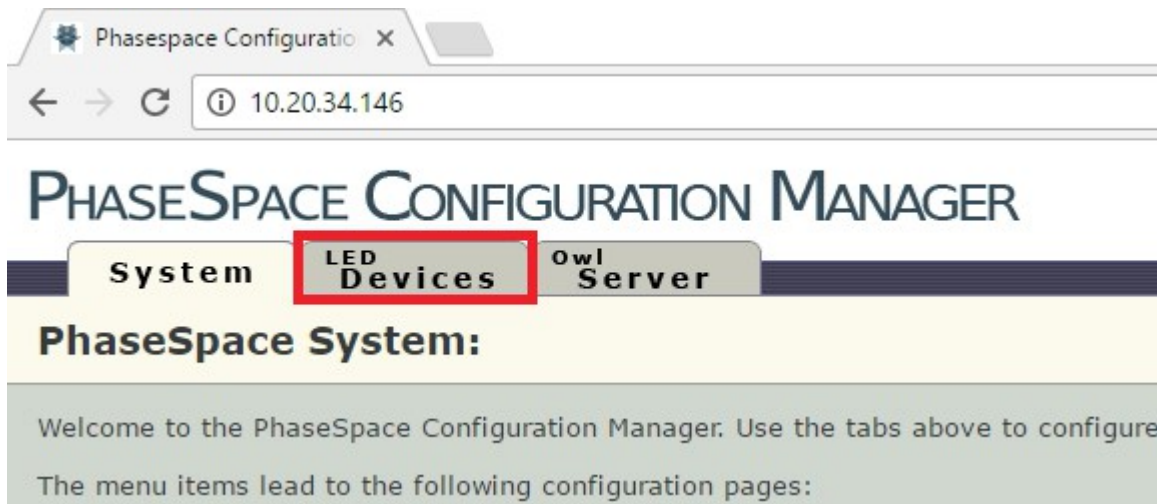 Phasespace Configuratio
10.20.34.146
PHASESPACE CONFIGURATION MANAGER
System
LED Devices
Owl Server
PhaseSpace System:
Welcome to the PhaseSpace Configuration Manager. Use the tabs above to configure
The menu items lead to the following configuration pages: